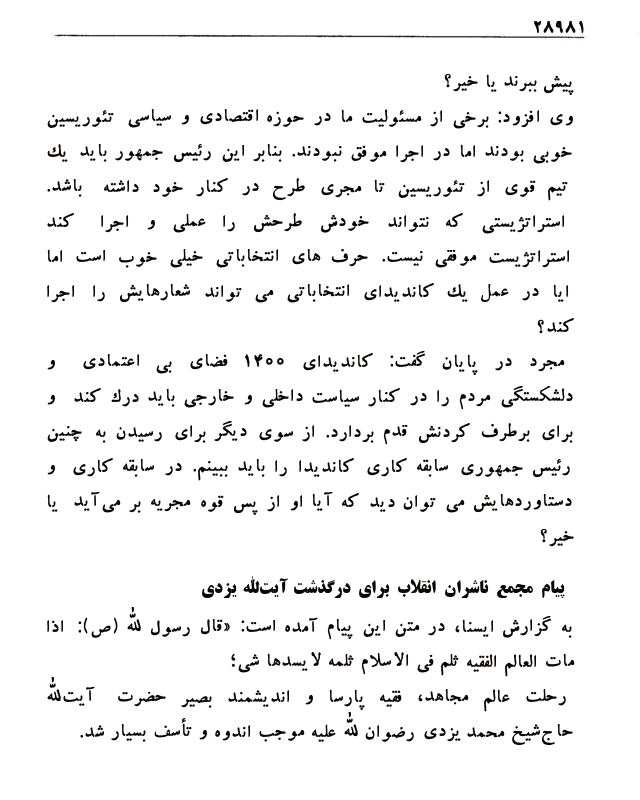 ۲۸۹۸۱
پیش ببرند یا خیر؟
وی افزود: برخی از مسئولیت ما در حوزه اقتصادی و سیاسی تئوریسین
خوبی بودند اما در اجرا موفق نبودند. بنابر این رئیس جمهور باید یك
تیم قوی از تئوریسین تا مجری طرح در کنار خود داشته باشد.
استراتژیستی که نتواند خودش طرحش را عملی و اجرا کند
استراتژیست موفقی نیست. حرف های انتخاباتی خیلی خوب است اما
ایا در عمل یك کاندیدای انتخاباتی می تواند شعارهایش را اجرا
کند؟
مجرد در پایان گفت: کاندیدای ۱۴۰۰ فضای بی اعتمادی و
دلشکستگی مردم را در کنار سیاست داخلی و خارجی باید درك کند و
برای برطرف کردنش قدم بردارد. از سوی دیگر برای رسیدن به چنین
رئیس جمهوری سابقه کاری کاندیدا را باید ببینم. در سابقه کاری و
دستاوردهایش می توان دید که آیا او از پس قوه مجریه بر می‌آید یا
خیر؟
پیام مجمع ناشران انقلاب برای درگذشت آیت‌لله یزدی
به گزارش ایسنا، در متن این پیام آمده است: «قال رسول لله (ص): اذا
مات العالم الفقیه ثلم فی الاسلام ثلمه لا یسدها شی؛
رحلت عالم مجاهد، فقیه پارسا و اندیشمند بصیر حضرت آیت‌لله
حاج‌شیخ محمد یزدی رضوان لله علیه موجب اندوه و تأسف بسیار شد.